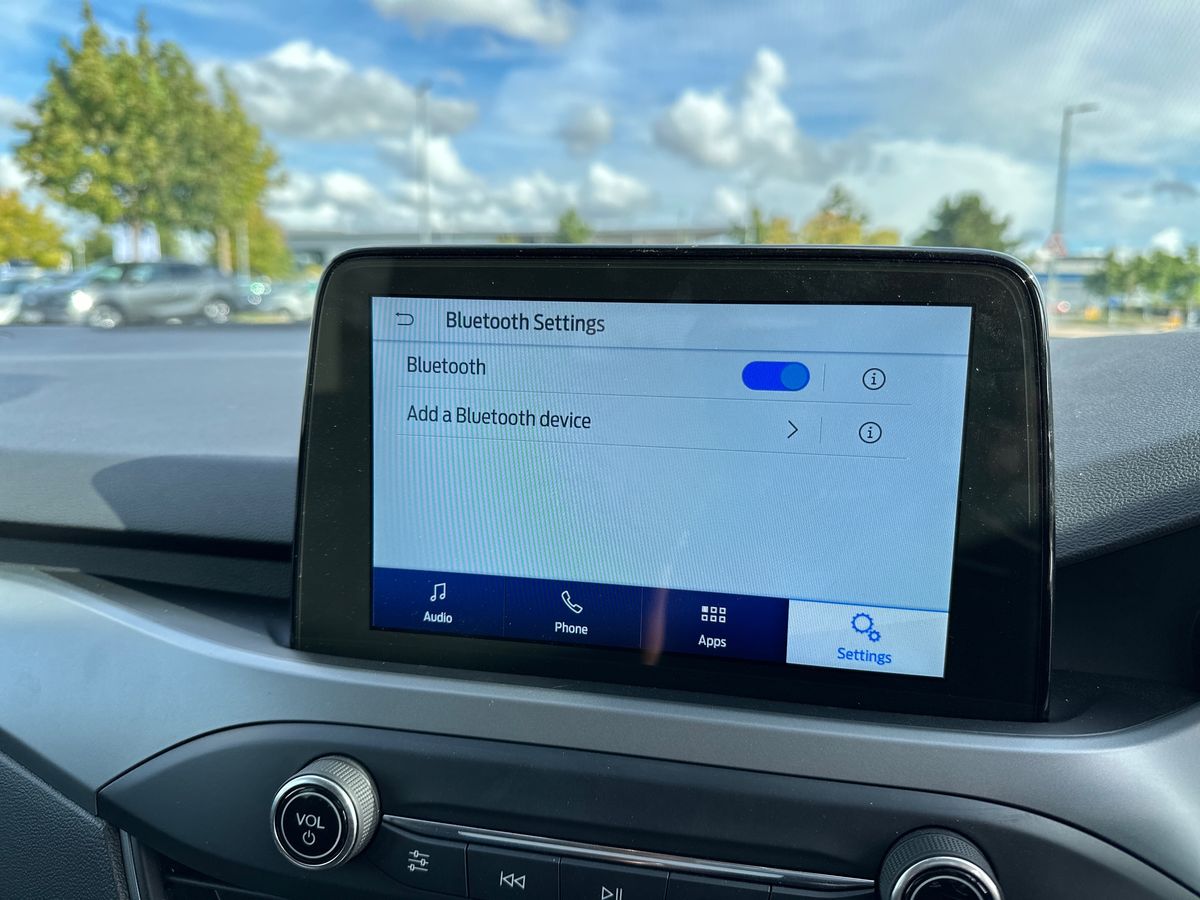 Bluetooth Settings
Bluetooth
Add a Bluetooth device
Audio
Phone
Apps
Settings
VOL